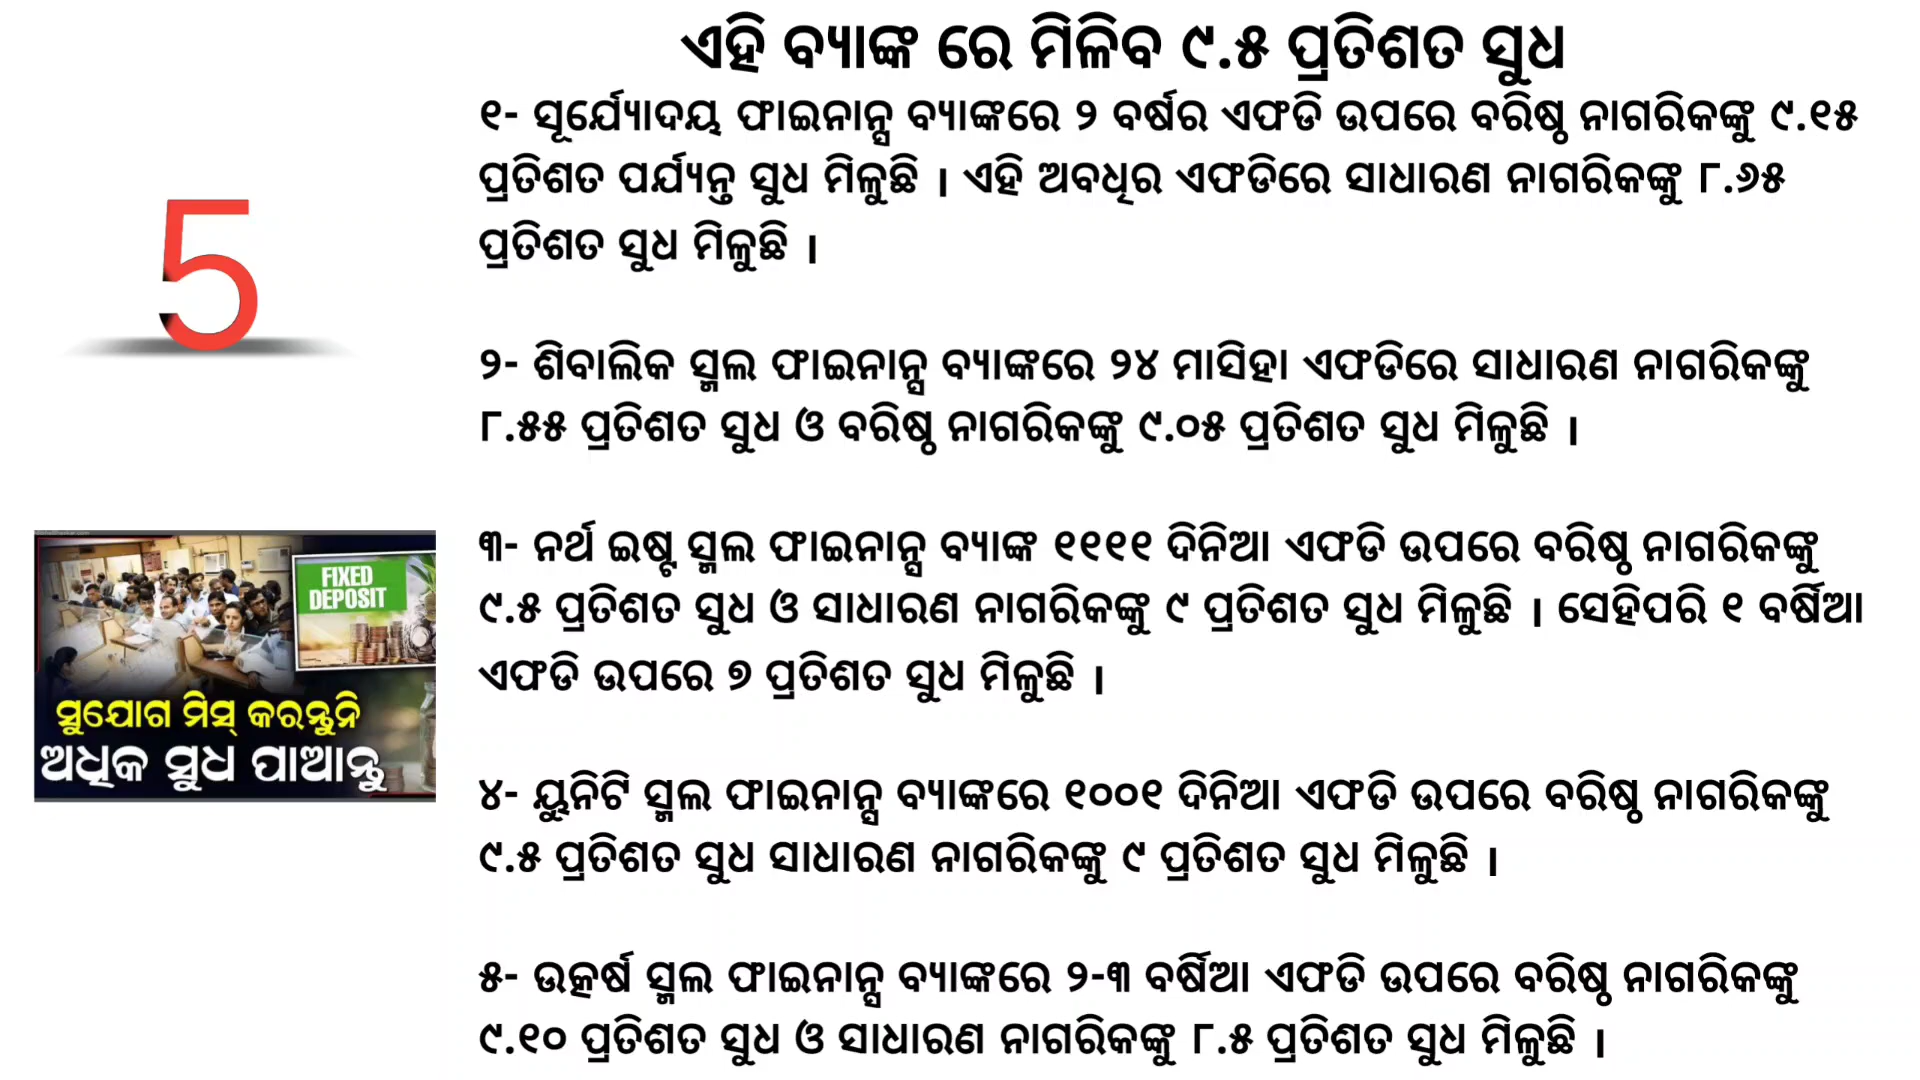 ଏହି ବ୍ୟାଙ୍କ ରେ ମିଳିବ ୯.୫ ପ୍ରତିଶତ ସୁଧ
୧- ସୂର୍ଯ୍ୟୋଦୟ ଫାଇନାନ୍ସ ବ୍ୟାଙ୍କରେ ୨ ବର୍ଷର ଏଫଡି ଉପରେ ବରିଷ୍ଠ ନାଗରିକଙ୍କୁ ୯.୧୫
ପ୍ରତିଶତ ପର୍ଯ୍ୟନ୍ତ ସୁଧ ମିଳୁଛି । ଏହି ଅବଧିର ଏଫଡିରେ ସାଧାରଣ ନାଗରିକଙ୍କୁ ୮.୬୫
ପ୍ରତିଶତ ସୁଧ ମିଳୁଛି ।
5
୨- ଶିବାଲିକ ସ୍ମଲ ଫାଇନାନ୍ସ ବ୍ୟାଙ୍କରେ ୨୪ ମାସିହା ଏଫଡିରେ ସାଧାରଣ ନାଗରିକଙ୍କୁ
୮.୫୫ ପ୍ରତିଶତ ସୁଧ ଓ ବରିଷ୍ଠ ନାଗରିକଙ୍କୁ ୯.୦୫ ପ୍ରତିଶତ ସୁଧ ମିଳୁଛି ।
୩- ନର୍ଥ ଇଷ୍ଟ ସ୍ମଲ ଫାଇନାନ୍ସ ବ୍ୟାଙ୍କ ୧୧୧୧ ଦିନିଆ ଏଫଡି ଉପରେ ବରିଷ୍ଠ ନାଗରିକଙ୍କୁ
୯.୫ ପ୍ରତିଶତ ସୁଧ ଓ ସାଧାରଣ ନାଗରିକଙ୍କୁ ୯ ପ୍ରତିଶତ ସୁଧ ମିଳୁଛି । ସେହିପରି ୧ ବର୍ଷିଆ
ଏଫଡି ଉପରେ ୭ ପ୍ରତିଶତ ସୁଧ ମିଳୁଛି ।
FIXED
DEPOSIT
ସୁଯୋଗ ମିସ୍ କରନ୍ତୁନି
ଅଧିକ ସୁଧ ପାଆନ୍ତୁ
୪- ୟୁନିଟି ସ୍ମଲ ଫାଇନାନ୍ସ ବ୍ୟାଙ୍କରେ ୧୦୦୧ ଦିନିଆ ଏଫଡି ଉପରେ ବରିଷ୍ଠ ନାଗରିକଙ୍କୁ
୯.୫ ପ୍ରତିଶତ ସୁଧ ସାଧାରଣ ନାଗରିକଙ୍କୁ ୯ ପ୍ରତିଶତ ସୁଧ ମିଳୁଛି ।
୫- ଉତ୍କର୍ଷ ସ୍ମଲ ଫାଇନାନ୍ସ ବ୍ୟାଙ୍କରେ ୨-୩ ବର୍ଷିଆ ଏଫଡି ଉପରେ ବରିଷ୍ଠ ନାଗରିକଙ୍କୁ
୯.୧୦ ପ୍ରତିଶତ ସୁଧ ଓ ସାଧାରଣ ନାଗରିକଙ୍କୁ ୮.୫ ପ୍ରତିଶତ ସୁଧ ମିଳୁଛି ।